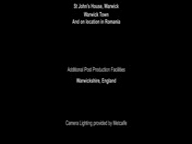 St John's House, Warwick
Warwick Town
And on location in Romania
Additional Post Production Facilities
Warwickshire, England
Camera Lighting provided by Metcalfe